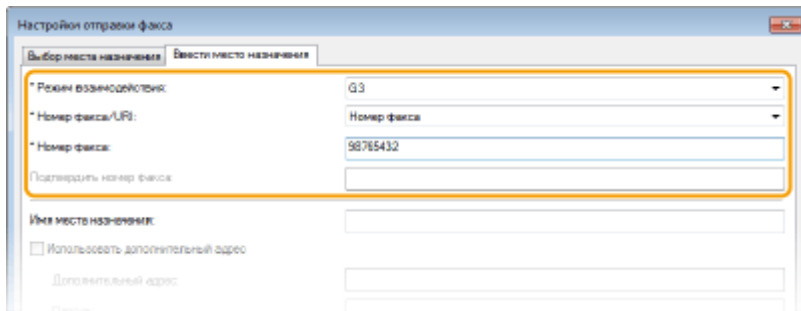 Настройки отправки факса
Выбор места назначения Ввести место назначения
* Режим взаимодействия: G3
* Номер факса/URI: Номер факса
* Номер факса: 98765432
Подтвердить номер факса
Имя места назначения:
Использовать дополнительный адрес
Дополнительный адрес: